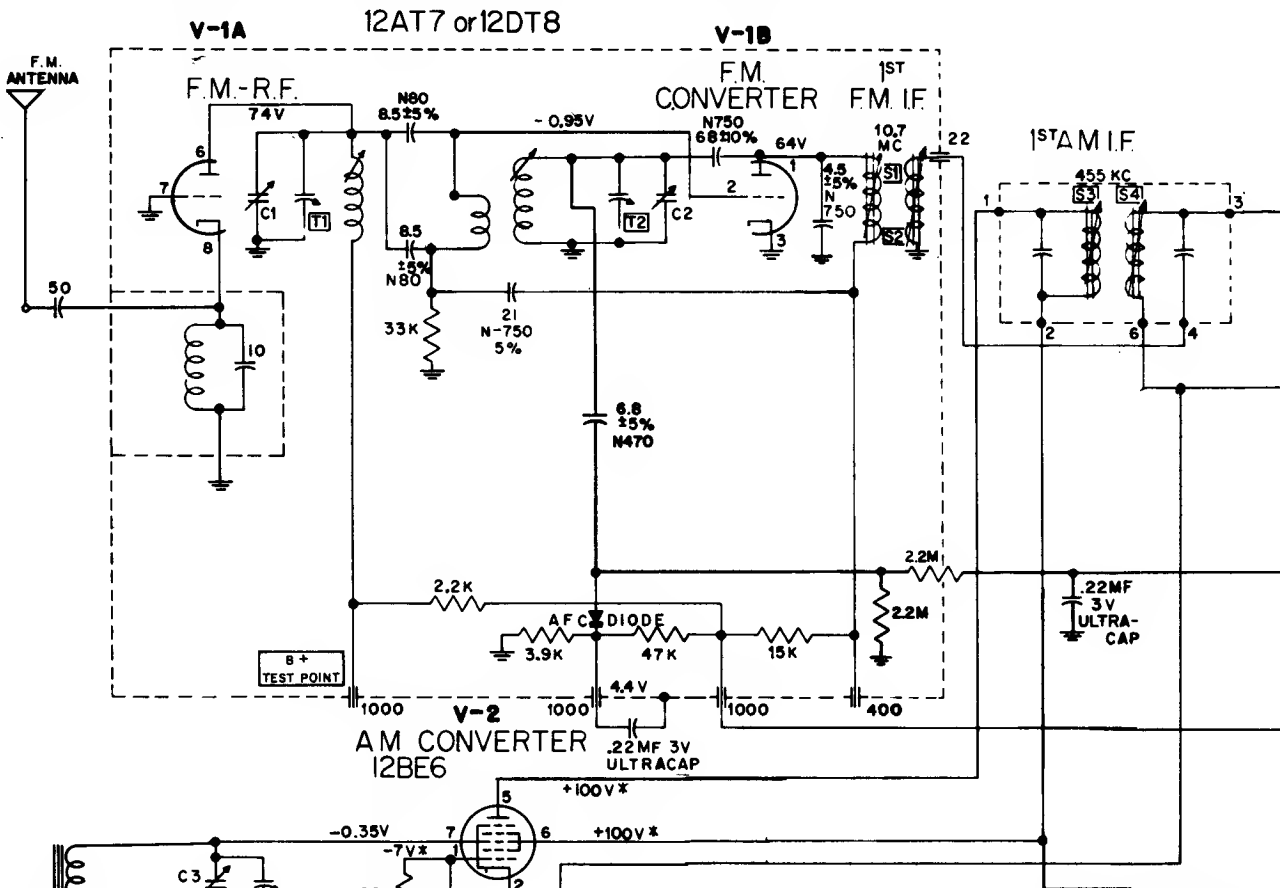 12AT7 or 12DT8
V-1A
V-1B
F.M.
ANTENNA
F.M.-R.F.
74V
N80
8.5±5%
- 0.95V
F.M.
CONVERTER
N750
68±10%
64V
1ST
F.M. I.F.
10.7
MC
22
1ST AM I.F.
455 KC
6
7
8
C1
T1
8.5
±5%
N80
T2
C2
2
1
3
4.5
±5%
N
750
S1
S2
1
S3
S4
3
2
6
4
50
10
33K
21
N-750
5%
6.8
±5%
N470
2.2M
2.2M
.22MF
3V
ULTRA-
CAP
2.2K
AFC DIODE
3.9K
47K
15K
B +
TEST POINT
4.4V
1000
1000
1000
400
V-2
AM CONVERTER
12BE6
.22MF 3V
ULTRACAP
5
+100V*
-0.35V
7
6
+100V*
-7V*
1
2
C3